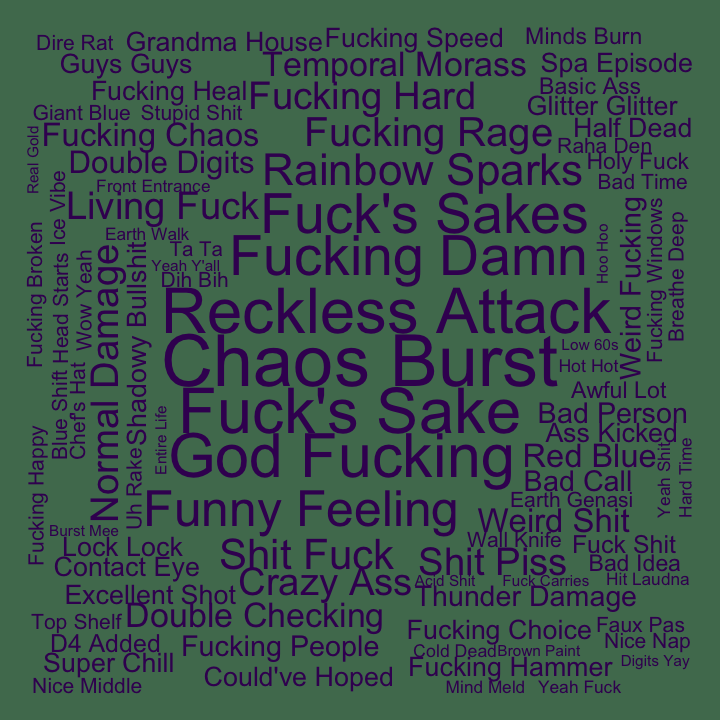 Dire Rat
Grandma House
Fucking Speed
Minds Burn
Guys Guys
Temporal Morass
Spa Episode
Fucking Heal
Fucking Hard
Basic Ass
Glitter Glitter
Giant Blue
Stupid Shit
Fucking Chaos
Fucking Rage
Half Dead
Raha Den
Real Gold
Double Digits
Rainbow Sparks
Holy Fuck
Front Entrance
Bad Time
Ice Vibe
Living Fuck
Fuck's Sakes
Weird Fucking
Fucking Windows
Breathe Deep
Earth Walk
Ta Ta
Fucking Damn
Hoo Hoo
Fucking Broken
Head Starts
Wow Yeah
Yeah Y'all
Dih Bih
Normal Damage
Shadowy Bullshit
Reckless Attack
Chaos Burst
Low 60s
Hot Hot
Blue Shift
Chef's Hat
Awful Lot
Fuck's Sake
Bad Person
Ass Kicked
Entire Life
God Fucking
Red Blue
Yeah Shit
Hard Time
Fucking Happy
Uh Rake
Bad Call
Earth Genasi
Funny Feeling
Weird Shit
Burst Mee
Wall Knife
Lock Lock
Shit Fuck
Shit Piss
Fuck Shit
Contact Eye
Bad Idea
Crazy Ass
Acid Shit
Fuck Carries
Hit Laudna
Excellent Shot
Thunder Damage
Top Shelf
Double Checking
Fucking Choice
Faux Pas
D4 Added
Fucking People
Nice Nap
Cold Dead
Brown Paint
Super Chill
Fucking Hammer
Digits Yay
Could've Hoped
Nice Middle
Mind Meld
Yeah Fuck